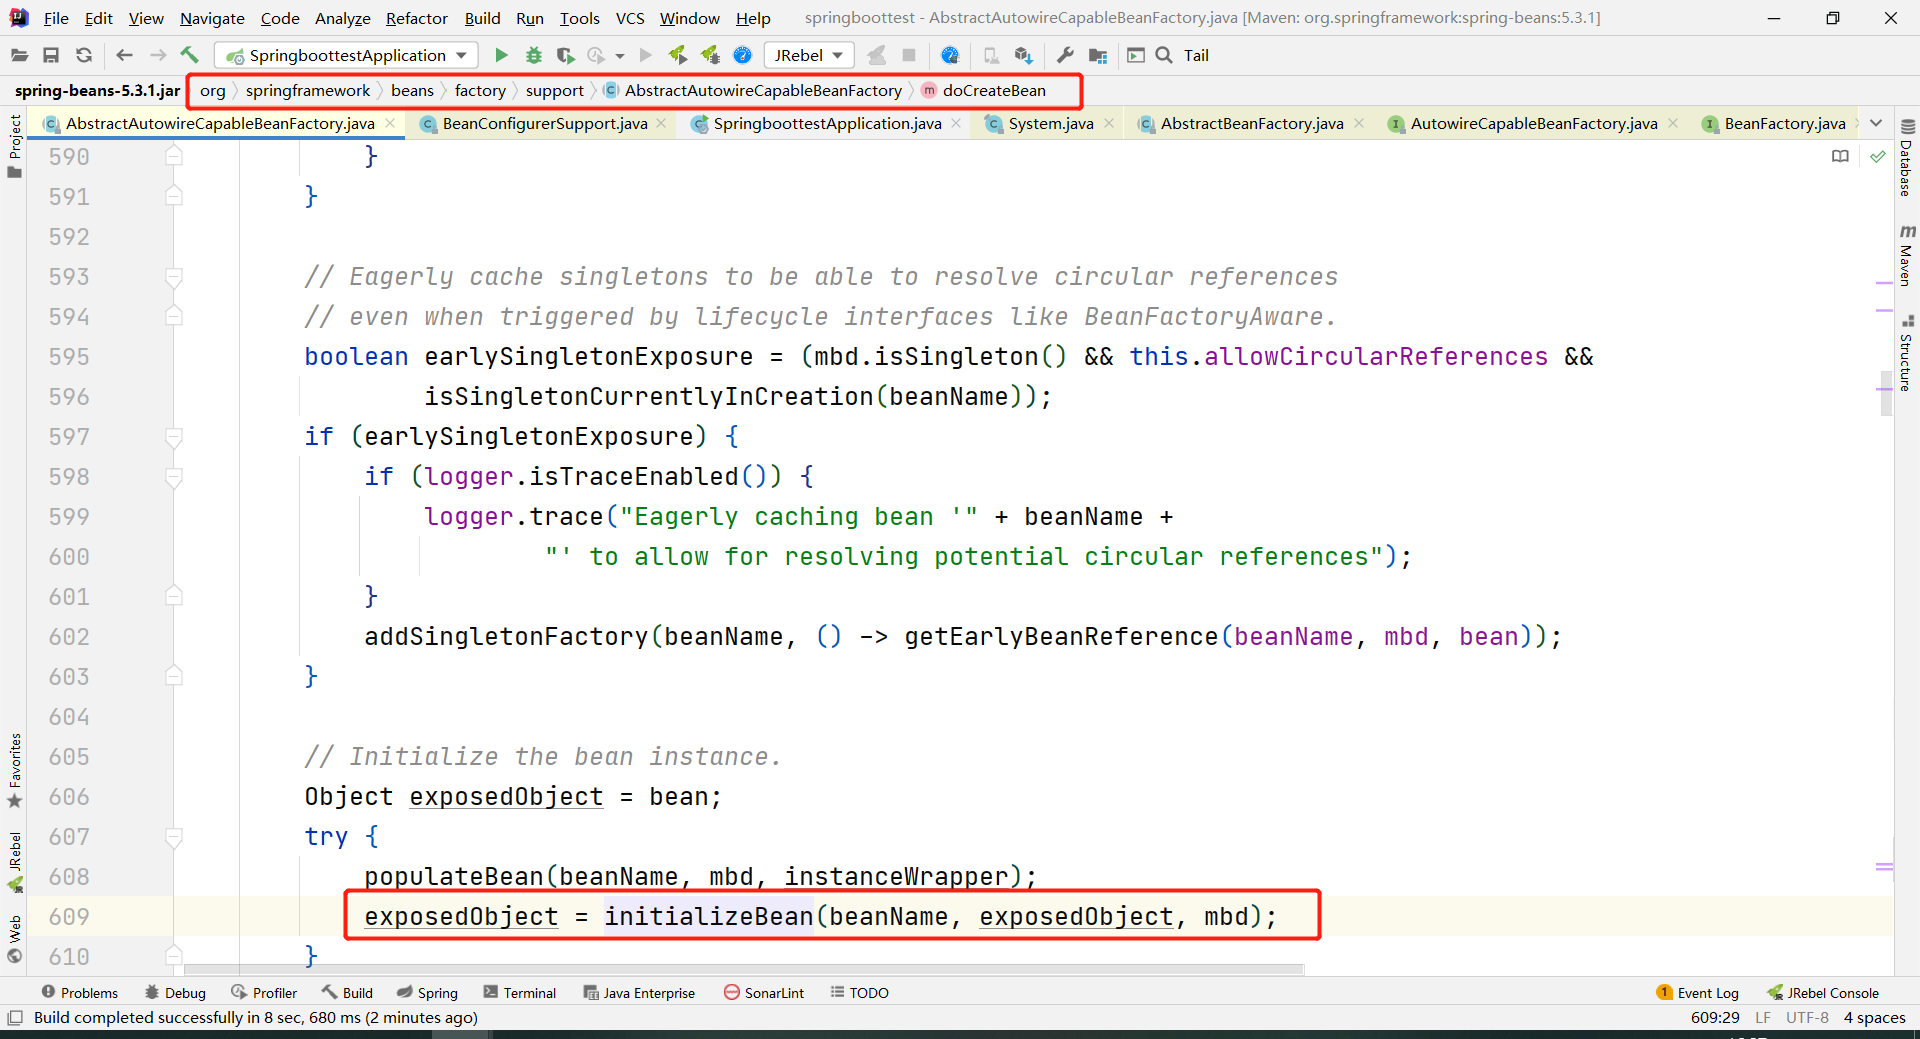 File Edit View Navigate Code Analyze Refactor Build Run Tools VCS Window Help springboottest - AbstractAutowireCapableBeanFactory.java [Maven: org.springframework:spring-beans:5.3.1]
SpringboottestApplication JRebel Tail
spring-beans-5.3.1.jar org springframework beans factory support AbstractAutowireCapableBeanFactory doCreateBean
AbstractAutowireCapableBeanFactory.java BeanConfigurerSupport.java SpringboottestApplication.java System.java AbstractBeanFactory.java AutowireCapableBeanFactory.java BeanFactory.java
Project
Favorites
JRebel
Web
590 }
591 }
592
593 // Eagerly cache singletons to be able to resolve circular references
594 // even when triggered by lifecycle interfaces like BeanFactoryAware.
595 boolean earlySingletonExposure = (mbd.isSingleton() && this.allowCircularReferences &&
596 isSingletonCurrentlyInCreation(beanName));
597 if (earlySingletonExposure) {
598 if (logger.isTraceEnabled()) {
599 logger.trace("Eagerly caching bean '" + beanName +
600 "' to allow for resolving potential circular references");
601 }
602 addSingletonFactory(beanName, () -> getEarlyBeanReference(beanName, mbd, bean));
603 }
604
605 // Initialize the bean instance.
606 Object exposedObject = bean;
607 try {
608 populateBean(beanName, mbd, instanceWrapper);
609 exposedObject = initializeBean(beanName, exposedObject, mbd);
610 }
Database
Maven
Structure
Problems Debug Profiler Build Spring Terminal Java Enterprise SonarLint TODO 1 Event Log JRebel Console
Build completed successfully in 8 sec, 680 ms (2 minutes ago) 609:29 LF UTF-8 4 spaces